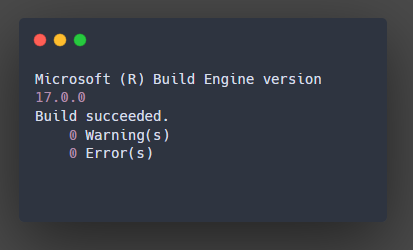 Microsoft (R) Build Engine version
17.0.0
Build succeeded.
    0 Warning(s)
    0 Error(s)